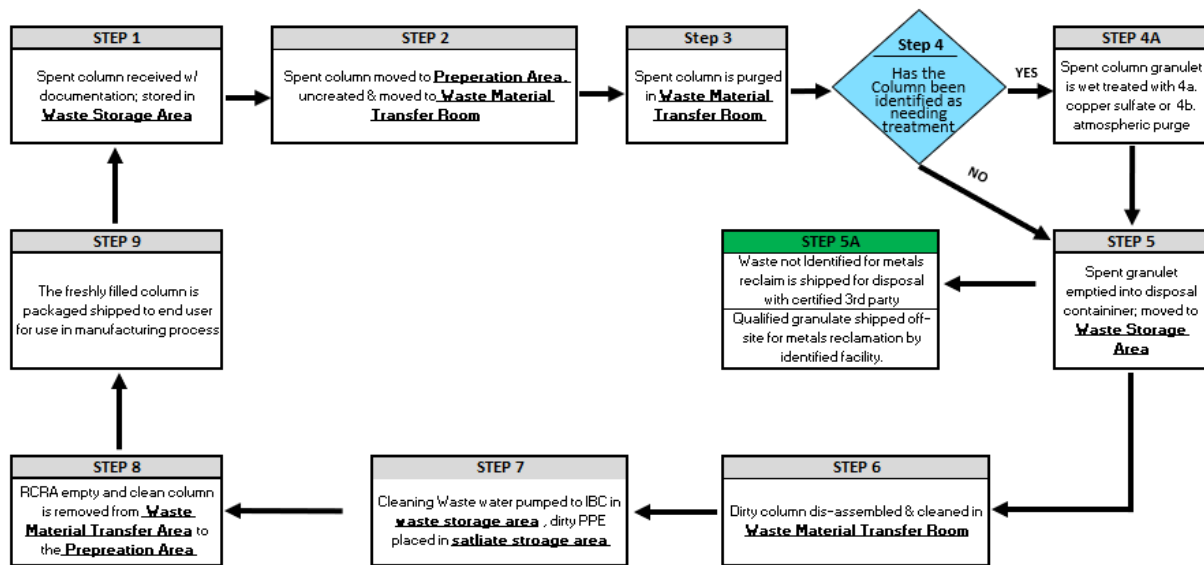 STEP 1
Spent column received w/
documentation; stored in
Waste Storage Area
STEP 2
Spent column moved to Preperation Area,
uncreated & moved to Waste Material
Transfer Room
Step 3
Spent column is purged
in Waste Material
Transfer Room
Step 4
Has the
Column been
identified as
needing
treatment
YES
NO
STEP 4A
Spent column granulet
is wet treated with 4a.
copper sulfate or 4b.
atmospheric purge
STEP 9
The freshly filled column is
packaged shipped to end user
for use in manufacturing process
STEP 5A
Waste not Identified for metals
reclaim is shipped for disposal
with certified 3rd party
Qualified granulate shipped off-
site for metals reclamation by
identified facility.
STEP 5
Spent granulet
emptied into disposal
containiner; moved to
Waste Storage
Area
STEP 8
RCRA empty and clean column
is removed from Waste
Material Transfer Area to
the Prepreation Area
STEP 7
Cleaning Waste water pumped to IBC in
waste storage area , dirty PPE
placed in satliate stroage area
STEP 6
Dirty column dis-assembled & cleaned in
Waste Material Transfer Room